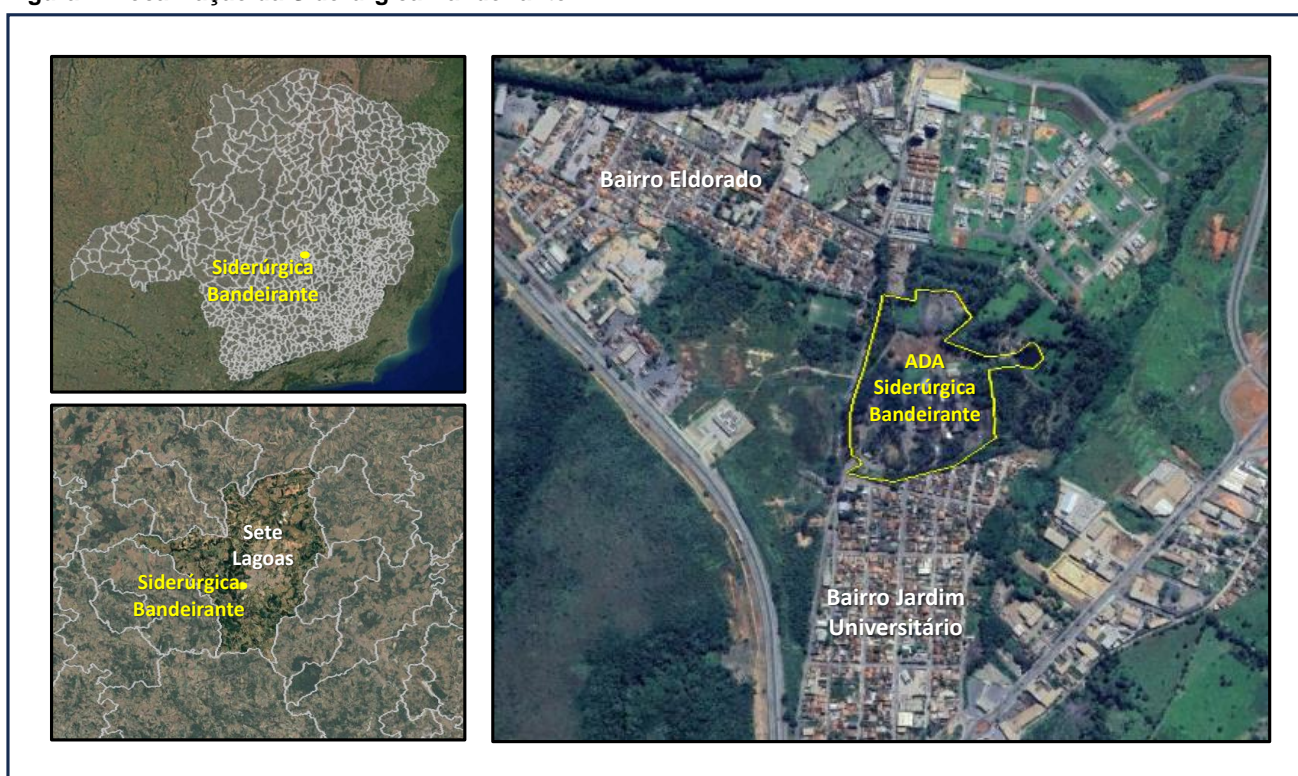 Siderúrgica
Bandeirante
Sete
Lagoas
Siderúrgica
Bandeirante
Bairro Eldorado
ADA
Siderúrgica
Bandeirante
Bairro Jardim
Universitário